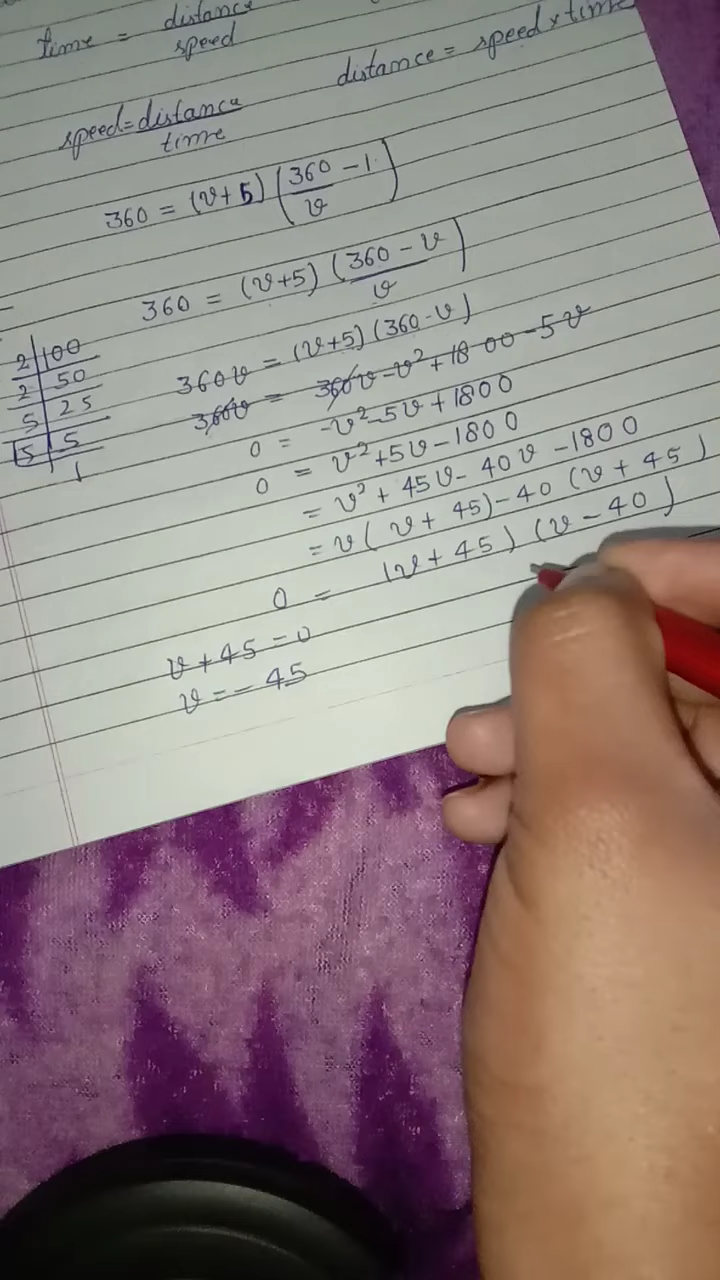 time = distance / speed
distance = speed × time
speed = distance / time
360 = (v+5) (360/v - 1)
360 = (v+5) (360 - v / v)
360v = (v+5) (360-v)
360v = 360v - v² + 1800 - 5v
0 = -v² - 5v + 1800
0 = v² + 5v - 1800
= v² + 45v - 40v - 1800
= v( v + 45) - 40 (v + 45)
0 = (v + 45) (v - 40)
v + 45 = 0
v = - 45
2 | 100
2 | 50
5 | 25
5 | 5
1